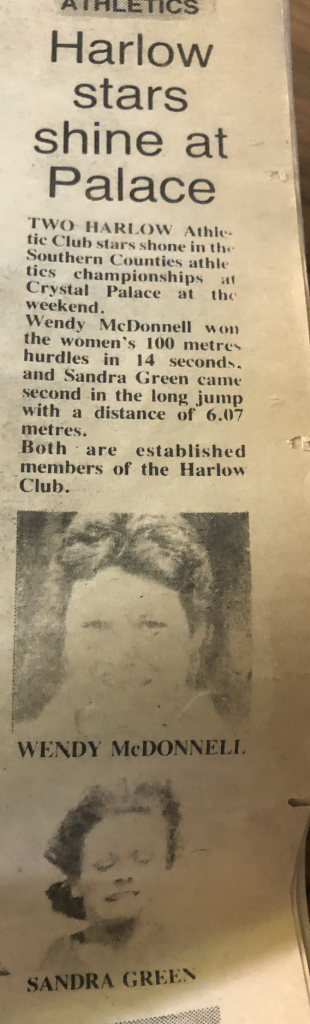 ATHLETICS
Harlow
stars
shine at
Palace
TWO HARLOW Athle-
tic Club stars shone in the
Southern Counties athle
tics championships at
Crystal Palace at the
weekend.
Wendy McDonnell won
the women's 100 metres
hurdles in 14 seconds,
and Sandra Green came
second in the long jump
with a distance of 6.07
metres.
Both are established
members of the Harlow
Club.
WENDY McDONNELL
SANDRA GREEN